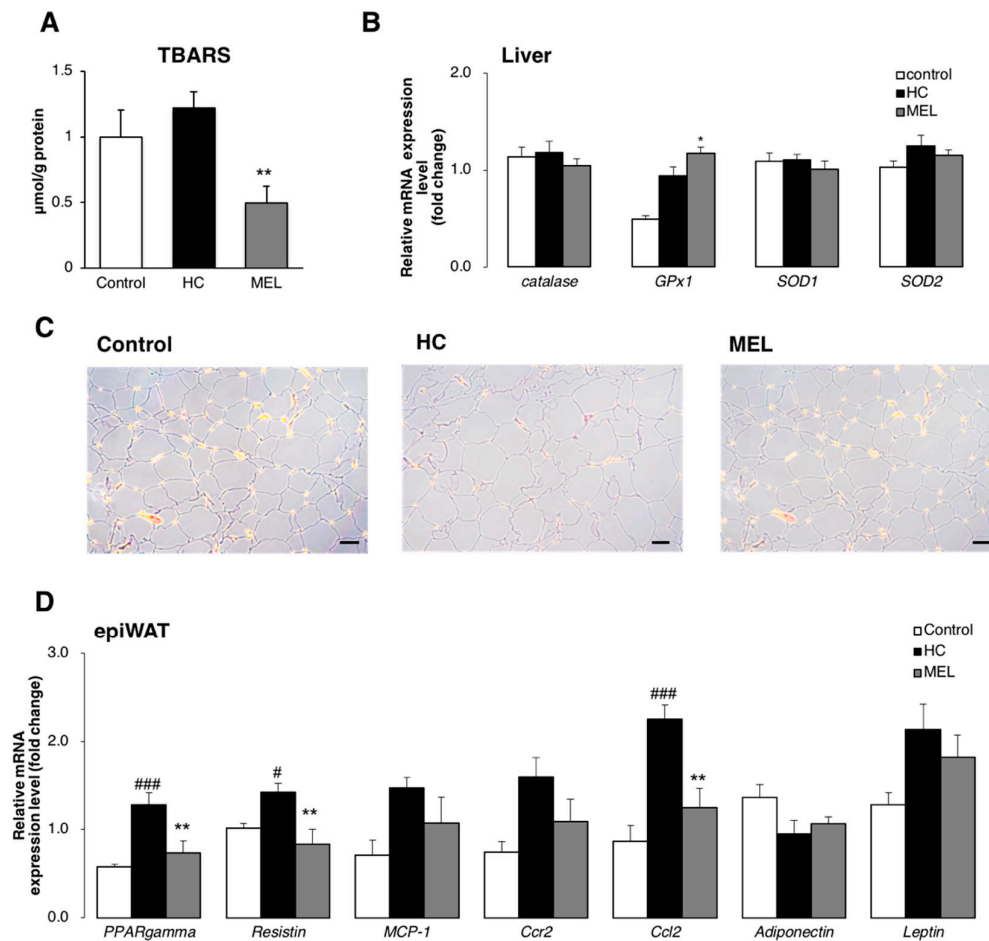 A
TBARS
1.5
1
0.5
0
µmol/g protein
**
Control
HC
MEL
B
Liver
2.0
1.0
0.0
Relative mRNA expression
level
(fold change)
control
HC
MEL
*
catalase
GPx1
SOD1
SOD2
C
Control
HC
MEL
D
epiWAT
3.0
2.0
1.0
0.0
Relative mRNA
expression level (fold change)
Control
HC
MEL
###
**
#
**
###
**
PPARgamma
Resistin
MCP-1
Ccr2
Ccl2
Adiponectin
Leptin